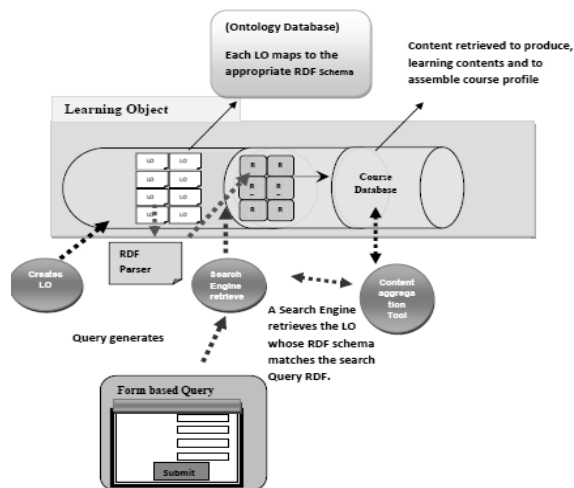 (Ontology Database)
Each LO maps to the
appropriate RDF Schema
Content retrieved to produce,
learning contents and to
assemble course profile
Learning Object
LO LO
LO LO
LO LO
LO LO
R R
R R
R R
Course
Database
Creates
LO
RDF
Parser
Search
Engine
retrieve
Content
aggrega
tion
Tool
Query generates
A Search Engine
retrieves the LO
whose RDF schema
matches the search
Query RDF.
Form based Query
Submit